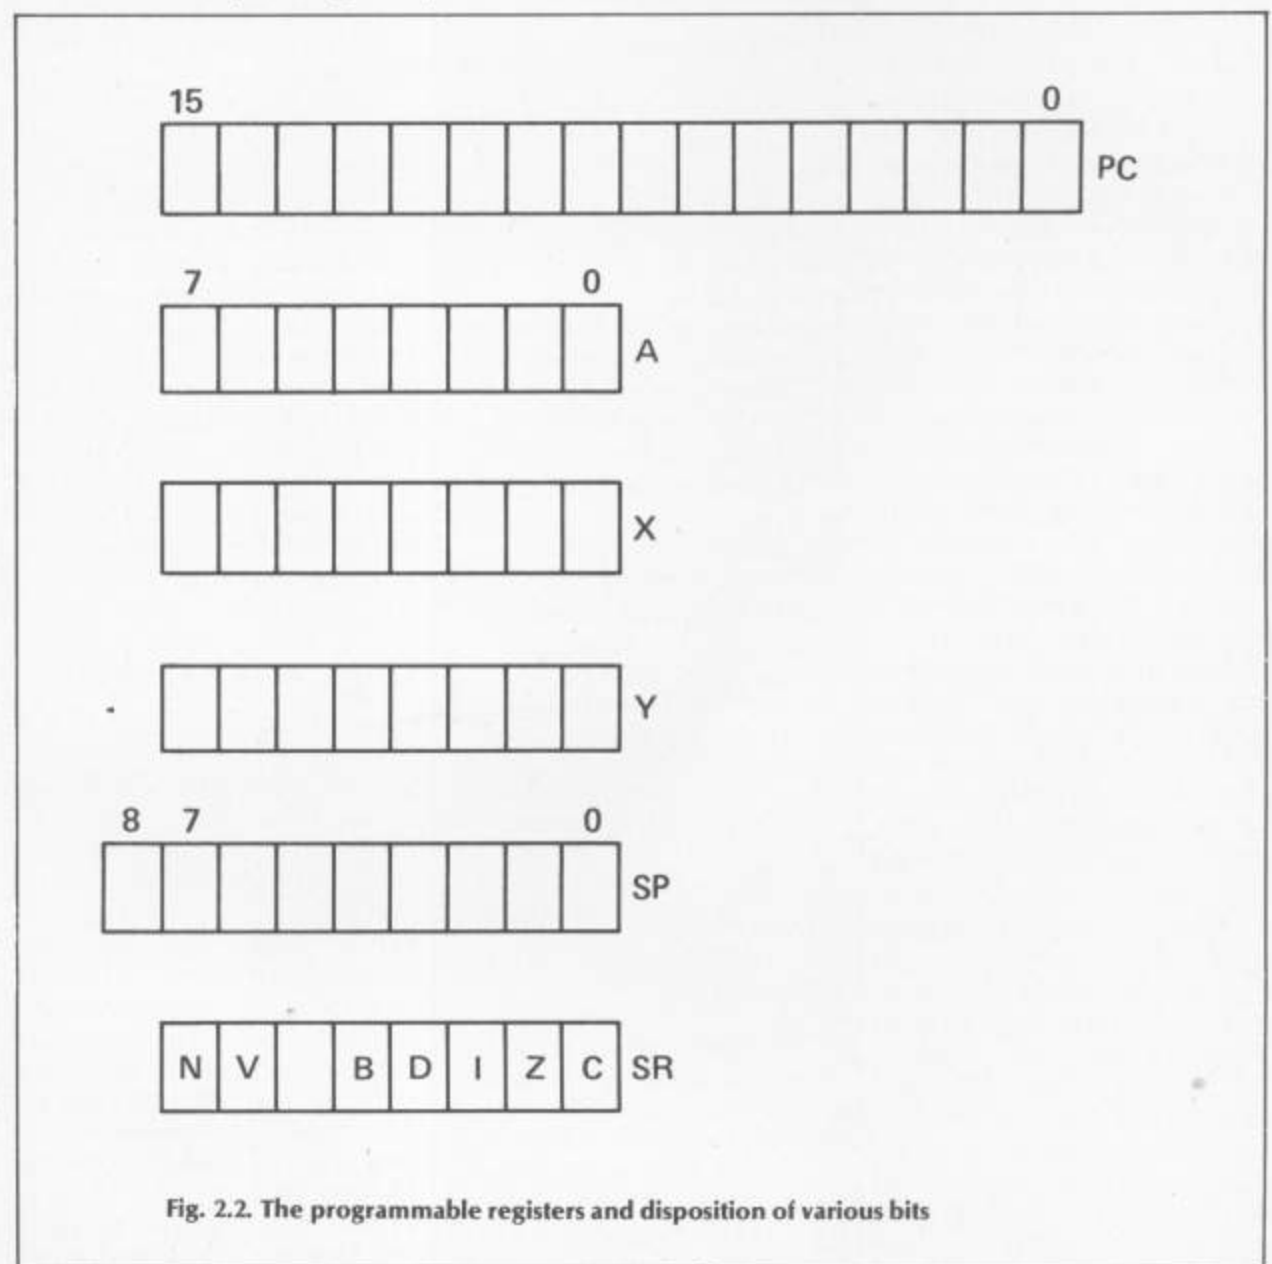 15 0
PC
7 0
A
X
Y
8 7 0
SP
N V B D I Z C SR
Fig. 2.2. The programmable registers and disposition of various bits